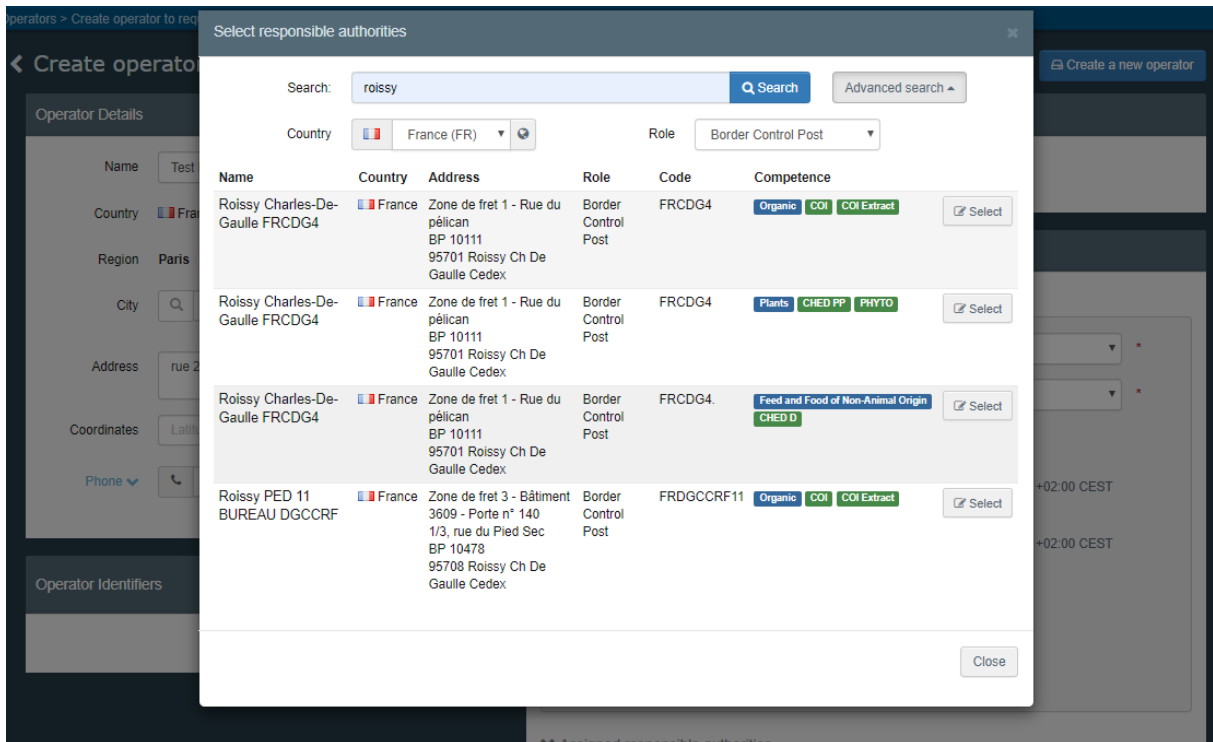 Operators > Create operator to req
Create operator
Create a new operator
Operator Details
Name
Test
Country
Fra
Region
Paris
City
Address
rue 2
Coordinates
Latit
Phone
Operator Identifiers
*
*
+02:00 CEST
+02:00 CEST
Assigned responsible authorities
Select responsible authorities
×
Search:
roissy
Search
Advanced search
Country
France (FR)
Role
Border Control Post
Name Country Address Role Code Competence
Roissy Charles-De-
Gaulle FRCDG4
France
Zone de fret 1 - Rue du
pélican
BP 10111
95701 Roissy Ch De
Gaulle Cedex
Border
Control
Post
FRCDG4
Organic COI COI Extract
Select
Roissy Charles-De-
Gaulle FRCDG4
France
Zone de fret 1 - Rue du
pélican
BP 10111
95701 Roissy Ch De
Gaulle Cedex
Border
Control
Post
FRCDG4
Plants CHED PP PHYTO
Select
Roissy Charles-De-
Gaulle FRCDG4
France
Zone de fret 1 - Rue du
pélican
BP 10111
95701 Roissy Ch De
Gaulle Cedex
Border
Control
Post
FRCDG4.
Feed and Food of Non-Animal Origin
CHED D
Select
Roissy PED 11
BUREAU DGCCRF
France
Zone de fret 3 - Bâtiment
3609 - Porte n° 140
1/3, rue du Pied Sec
BP 10478
95708 Roissy Ch De
Gaulle Cedex
Border
Control
Post
FRDGCCRF11
Organic COI COI Extract
Select
Close